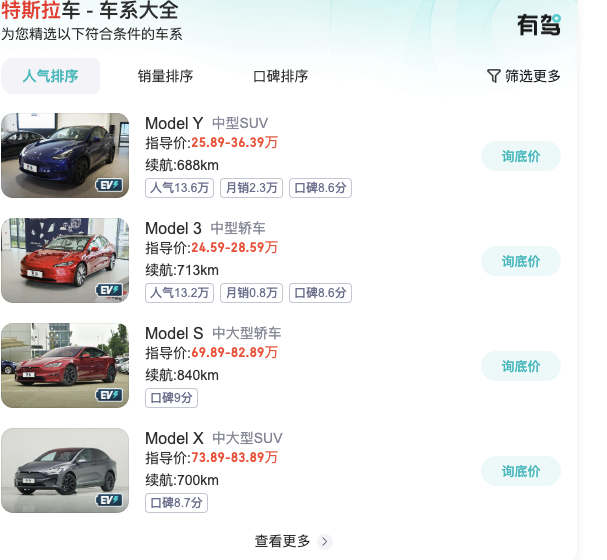 特斯拉车 - 车系大全
为您精选以下符合条件的车系
有驾
人气排序 销量排序 口碑排序 筛选更多
Model Y 中型SUV
指导价:25.89-36.39万
续航:688km
人气13.6万 月销2.3万 口碑8.6分
EV
询底价
Model 3 中型轿车
指导价:24.59-28.59万
续航:713km
人气13.2万 月销0.8万 口碑8.6分
EV
询底价
Model S 中大型轿车
指导价:69.89-82.89万
续航:840km
口碑9分
EV
询底价
Model X 中大型SUV
指导价:73.89-83.89万
续航:700km
口碑8.7分
EV
询底价
查看更多